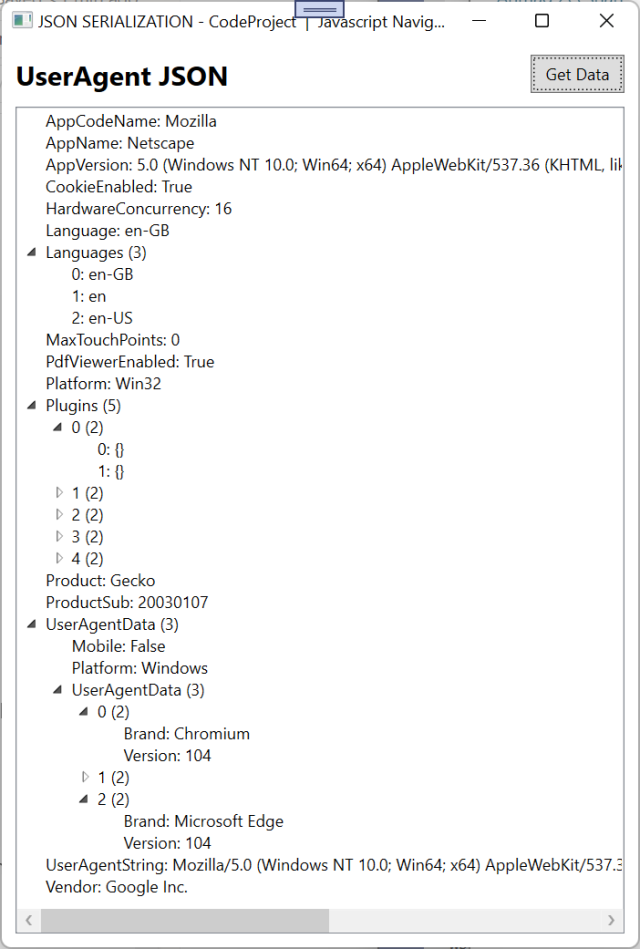 JSON SERIALIZATION - CodeProject | Javascript Navig...
UserAgent JSON
Get Data
AppCodeName: Mozilla
AppName: Netscape
AppVersion: 5.0 (Windows NT 10.0; Win64; x64) AppleWebKit/537.36 (KHTML, lik
CookieEnabled: True
HardwareConcurrency: 16
Language: en-GB
Languages (3)
0: en-GB
1: en
2: en-US
MaxTouchPoints: 0
PdfViewerEnabled: True
Platform: Win32
Plugins (5)
0 (2)
0: {}
1: {}
1 (2)
2 (2)
3 (2)
4 (2)
Product: Gecko
ProductSub: 20030107
UserAgentData (3)
Mobile: False
Platform: Windows
UserAgentData (3)
0 (2)
Brand: Chromium
Version: 104
1 (2)
2 (2)
Brand: Microsoft Edge
Version: 104
UserAgentString: Mozilla/5.0 (Windows NT 10.0; Win64; x64) AppleWebKit/537.3
Vendor: Google Inc.